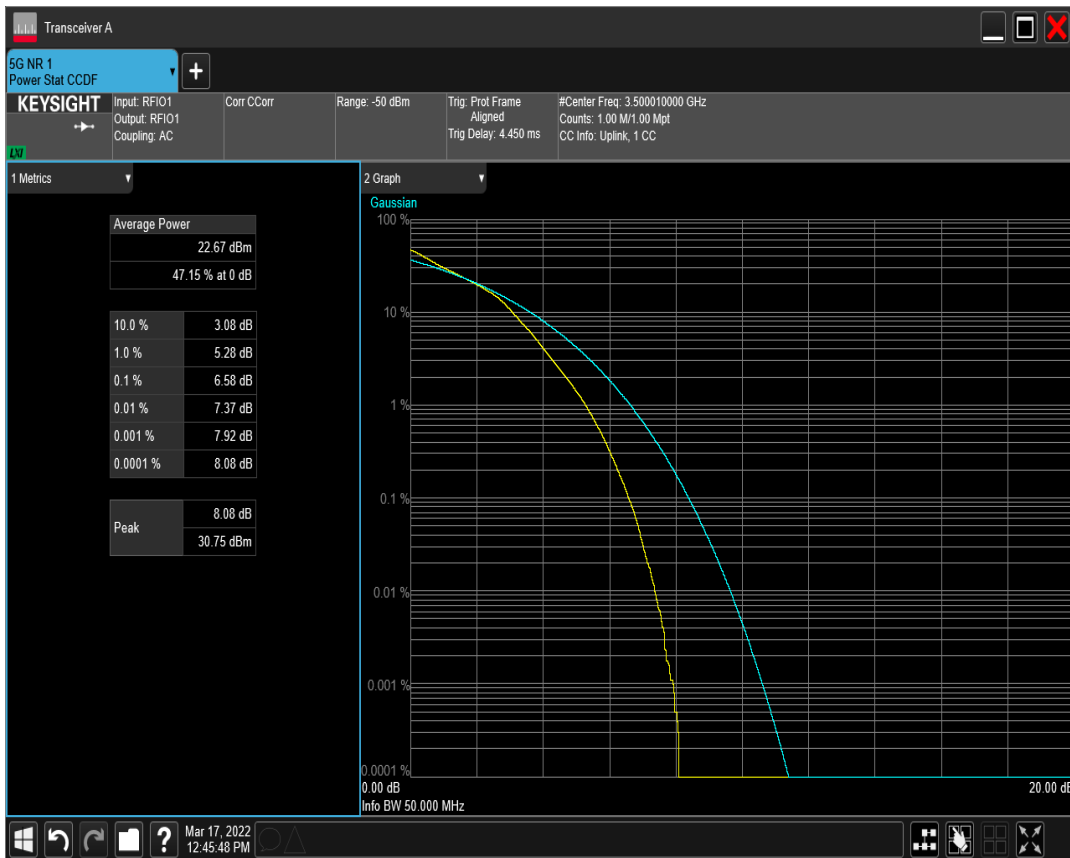 Transceiver A
5G NR 1
Power Stat CCDF
+
KEYSIGHT
LXI
Input: RFIO1
Output: RFIO1
Coupling: AC
Corr CCorr
Range: -50 dBm
Trig: Prot Frame
Aligned
Trig Delay: 4.450 ms
#Center Freq: 3.500010000 GHz
Counts: 1.00 M/1.00 Mpt
CC Info: Uplink, 1 CC
1 Metrics
Average Power
22.67 dBm
47.15 % at 0 dB
10.0 % 3.08 dB
1.0 % 5.28 dB
0.1 % 6.58 dB
0.01 % 7.37 dB
0.001 % 7.92 dB
0.0001 % 8.08 dB
Peak
8.08 dB
30.75 dBm
2 Graph
Gaussian
100 %
10 %
1 %
0.1 %
0.01 %
0.001 %
0.0001 %
0.00 dB 20.00 dB
Info BW 50.000 MHz
?
Mar 17, 2022
12:45:48 PM